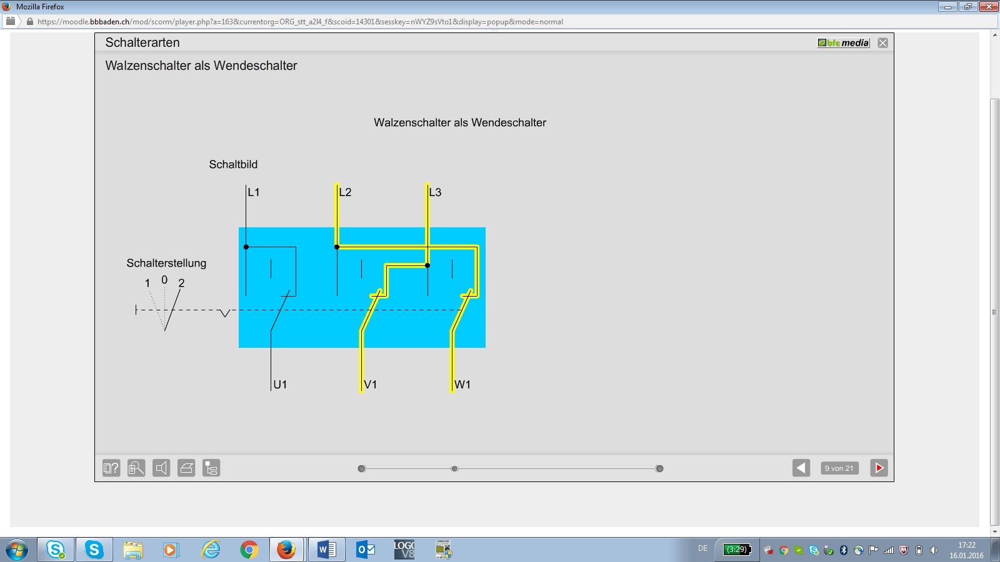 Mozilla Firefox
https://moodle.bbbaden.ch/mod/scorm/player.php?a=163&currentorg=ORG_stt_a2l4_f&scoid=14301&sesskey=nWYZ9sVto1&display=popup&mode=normal
Schalterarten
bfe media
Walzenschalter als Wendeschalter
Walzenschalter als Wendeschalter
Schaltbild
L1 L2 L3
Schalterstellung
1 0 2
U1 V1 W1
9 von 21
LOGO V8
DE
(3:29)
17:22
16.01.2016